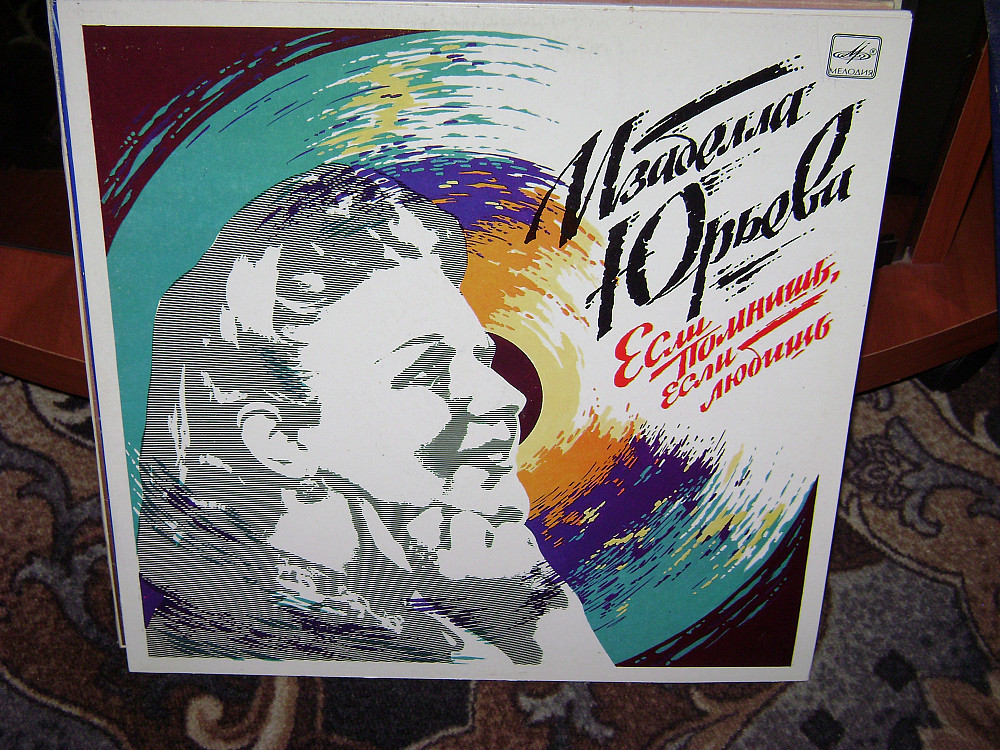 МЕЛОДИЯ
Изабелла
Юрьева
Если
помнишь,
если
любишь